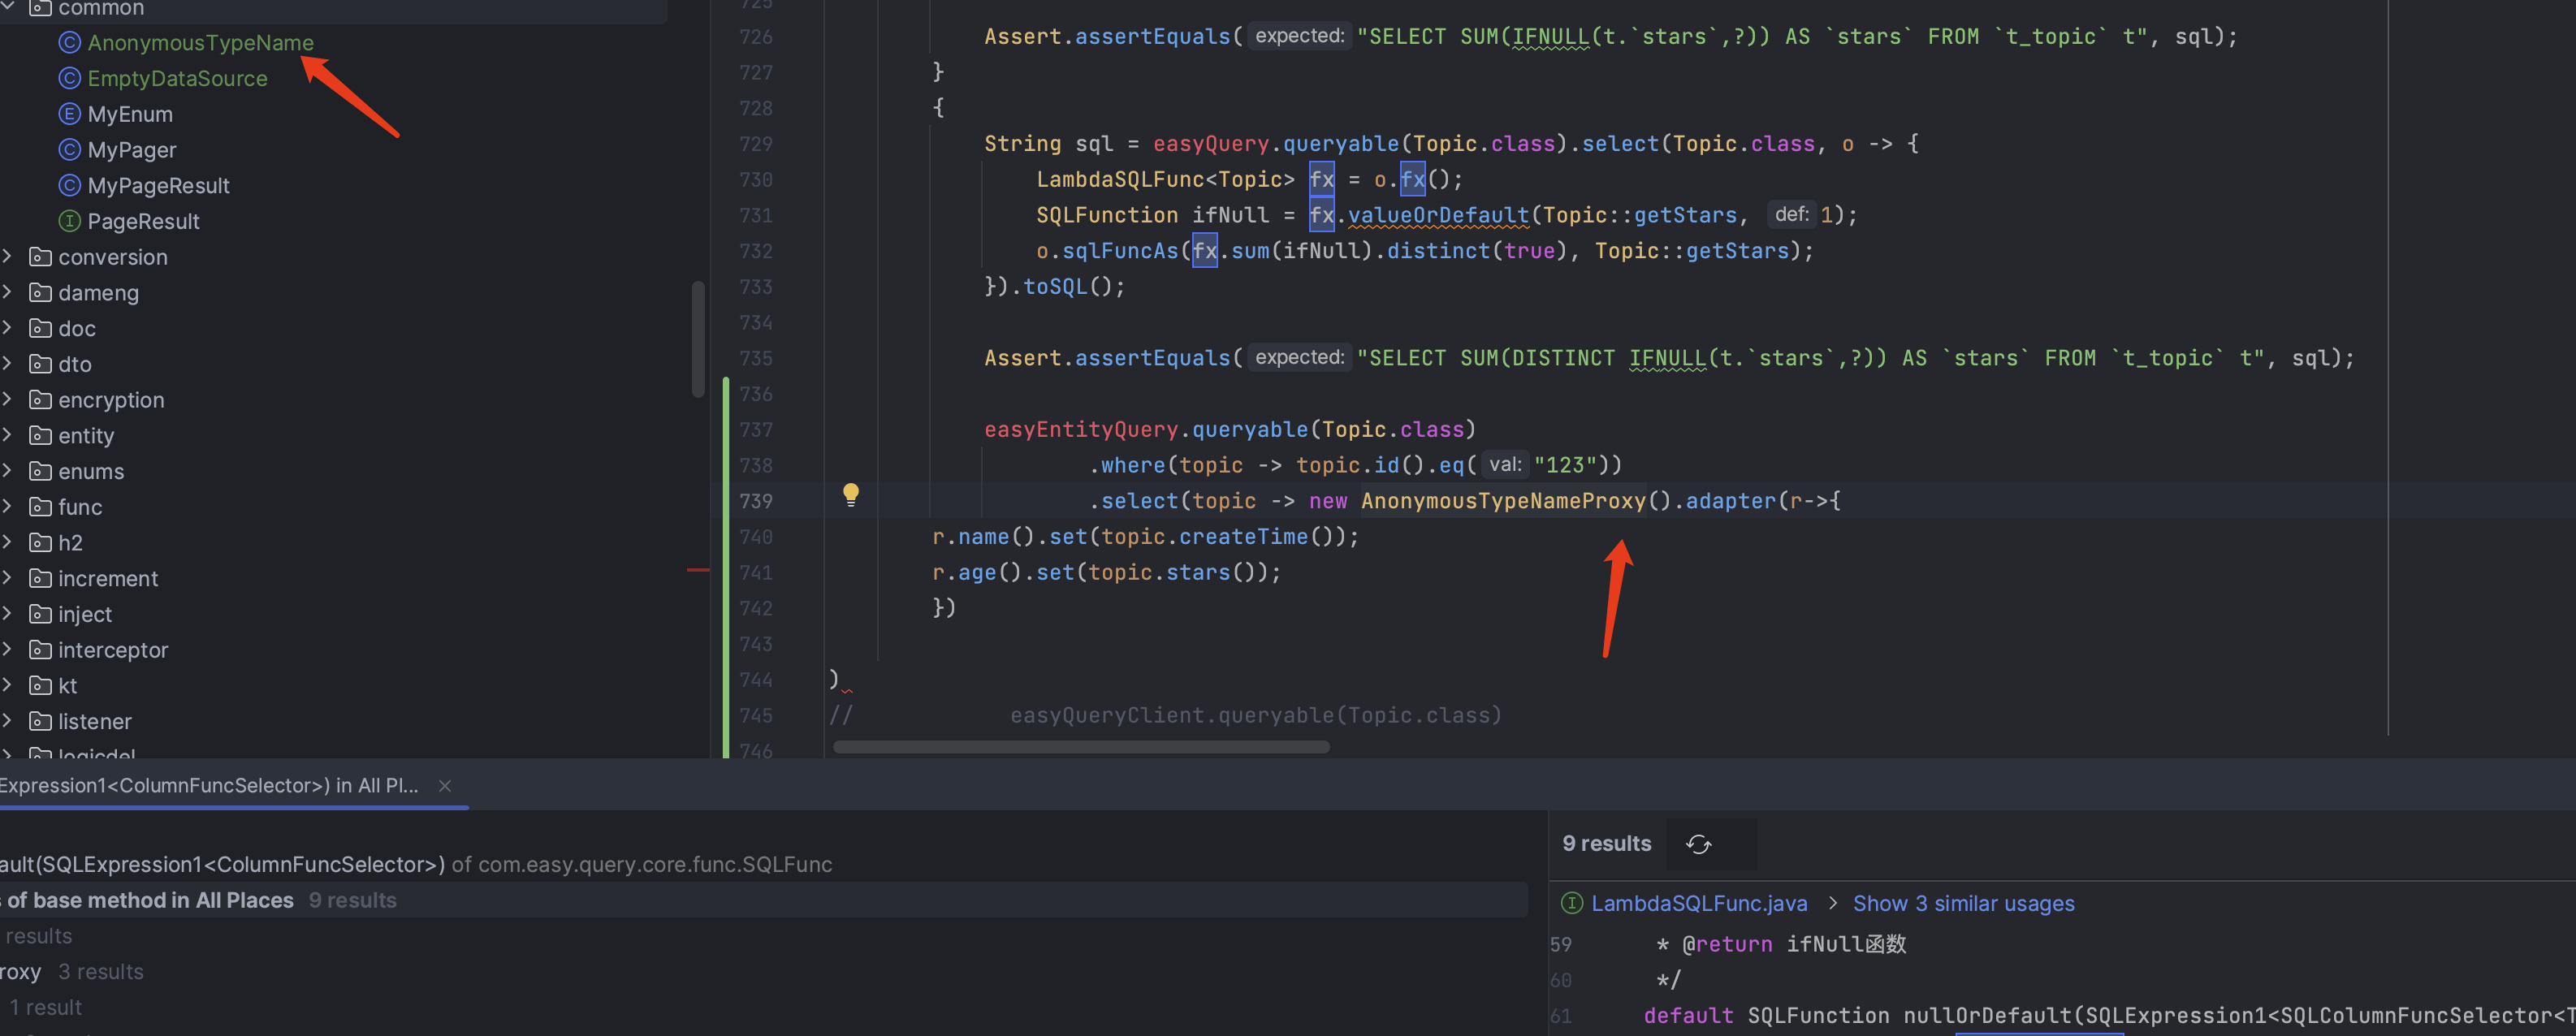 common
AnonymousTypeName
EmptyDataSource
MyEnum
MyPager
MyPageResult
PageResult
conversion
dameng
doc
dto
encryption
entity
enums
func
h2
increment
inject
interceptor
kt
listener
logicdel
725
726 Assert.assertEquals( expected: "SELECT SUM(IFNULL(t.`stars`,?)) AS `stars` FROM `t_topic` t", sql);
727 }
728 {
729 String sql = easyQuery.queryable(Topic.class).select(Topic.class, o -> {
730 LambdaSQLFunc<Topic> fx = o.fx();
731 SQLFunction ifNull = fx.valueOrDefault(Topic::getStars, def: 1);
732 o.sqlFuncAs(fx.sum(ifNull).distinct(true), Topic::getStars);
733 }).toSQL();
734
735 Assert.assertEquals( expected: "SELECT SUM(DISTINCT IFNULL(t.`stars`,?)) AS `stars` FROM `t_topic` t", sql);
736
737 easyEntityQuery.queryable(Topic.class)
738 .where(topic -> topic.id().eq( val: "123"))
739 .select(topic -> new AnonymousTypeNameProxy().adapter(r->{
740 r.name().set(topic.createTime());
741 r.age().set(topic.stars());
742 })
743
744 )
745 // easyQueryClient.queryable(Topic.class)
746
Expression1<ColumnFuncSelector>) in All Pl...
ault(SQLExpression1<ColumnFuncSelector>) of com.easy.query.core.func.SQLFunc
s of base method in All Places 9 results
results
roxy 3 results
1 result
9 results
LambdaSQLFunc.java > Show 3 similar usages
59 * @return ifNull函数
60 */
61 default SQLFunction nullOrDefault(SQLExpression1<SQLColumnFuncSelector<T